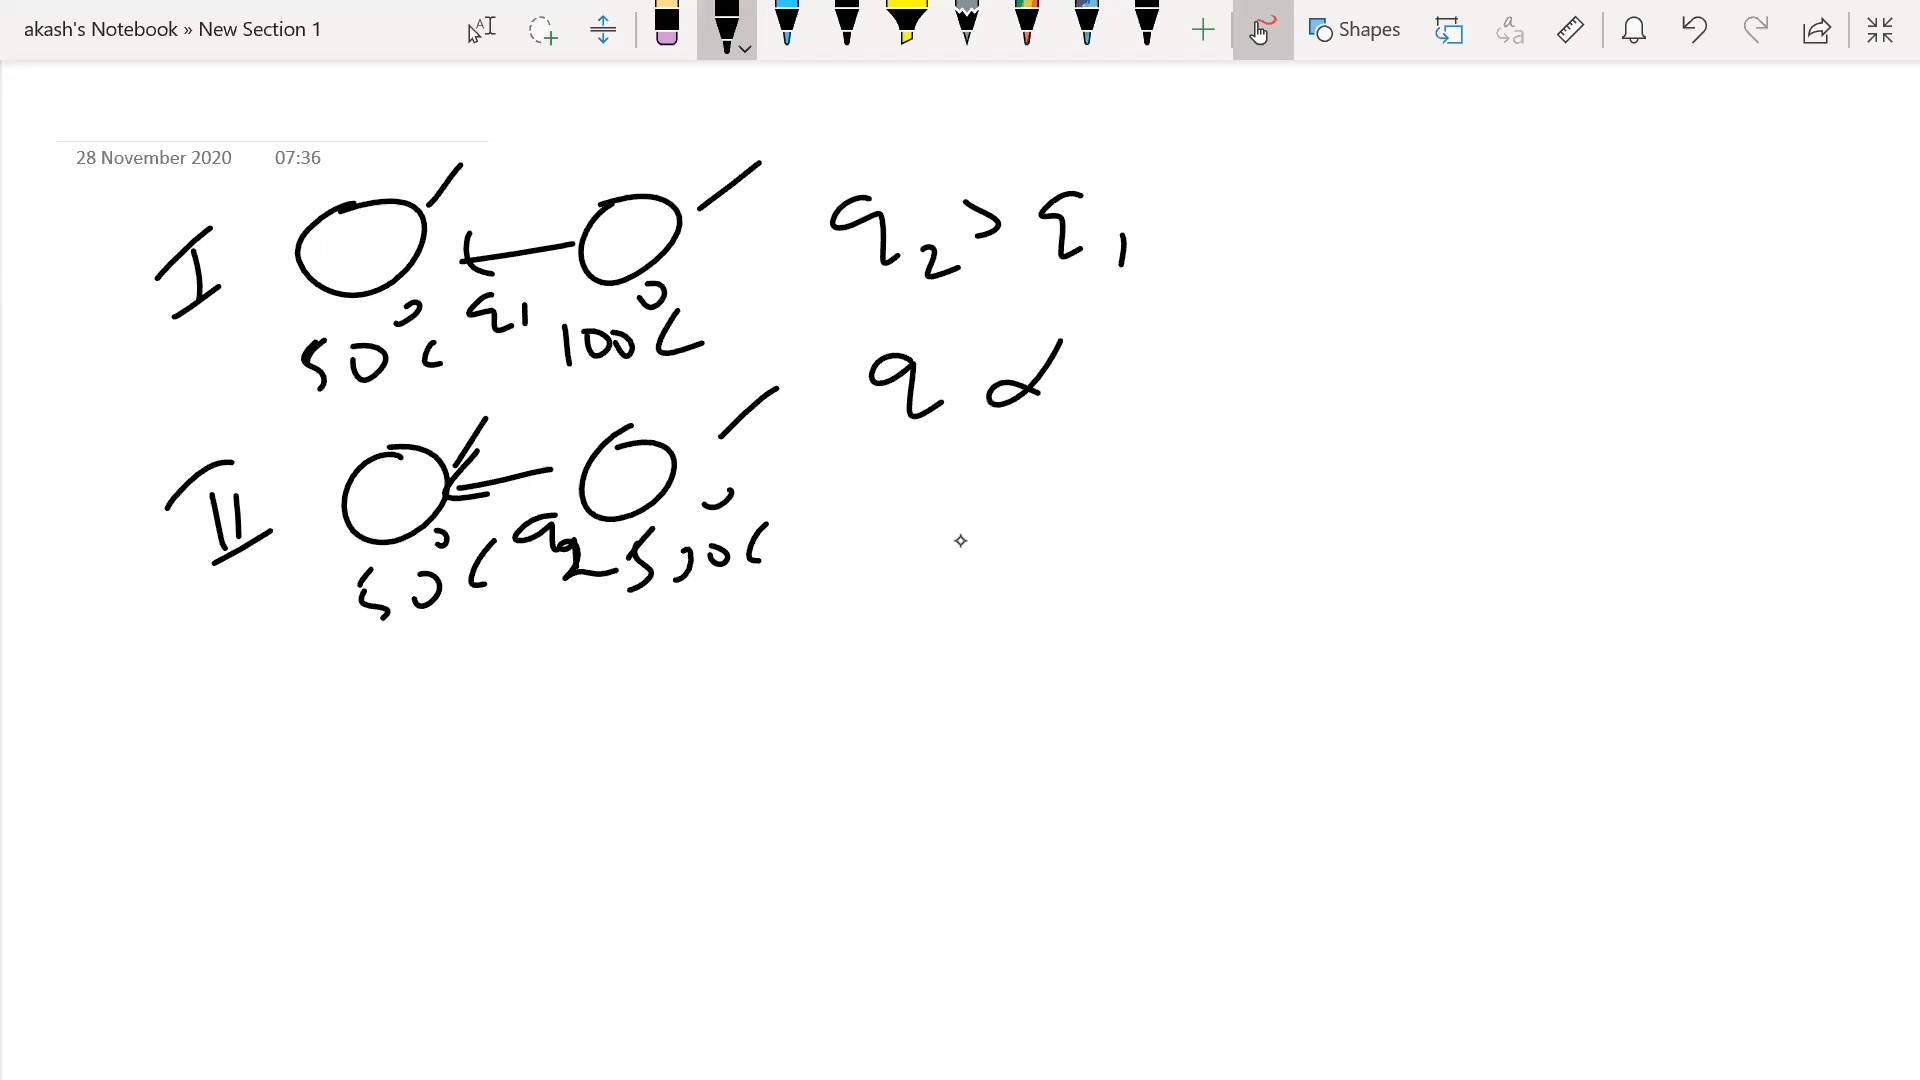 akash's Notebook » New Section 1
Shapes
28 November 2020 07:36
I
50°C q1 100°C
q2 > q1
q α
II
50°C q2 500°C